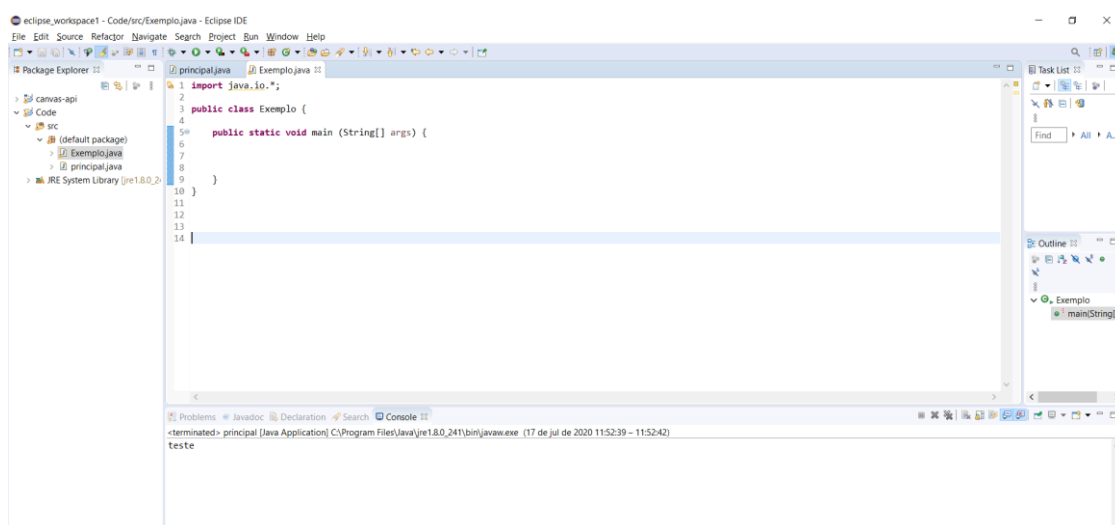 eclipse_workspace1 - Code/src/Exemplo.java - Eclipse IDE
File Edit Source Refactor Navigate Search Project Run Window Help
Package Explorer
principal.java
Exemplo.java
Task List
canvas-api
Code
src
(default package)
Exemplo.java
principal.java
JRE System Library [jre1.8.0_24
1 import java.io.*;
2
3 public class Exemplo {
4
5 public static void main (String[] args) {
6
7
8
9 }
10 }
11
12
13
14
Find All A..
Outline
Exemplo
main(String[
Problems Javadoc Declaration Search Console
<terminated> principal [Java Application] C:\Program Files\Java\jre1.8.0_241\bin\javaw.exe (17 de jul de 2020 11:52:39 – 11:52:42)
teste